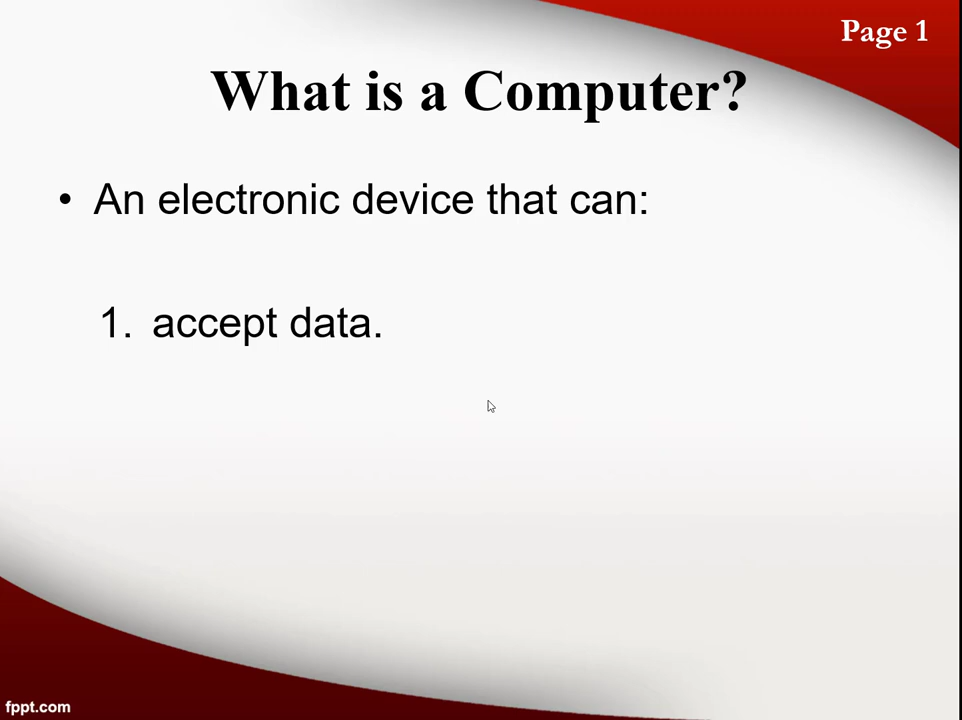 Page 1
What is a Computer?
• An electronic device that can:
1. accept data.
fppt.com